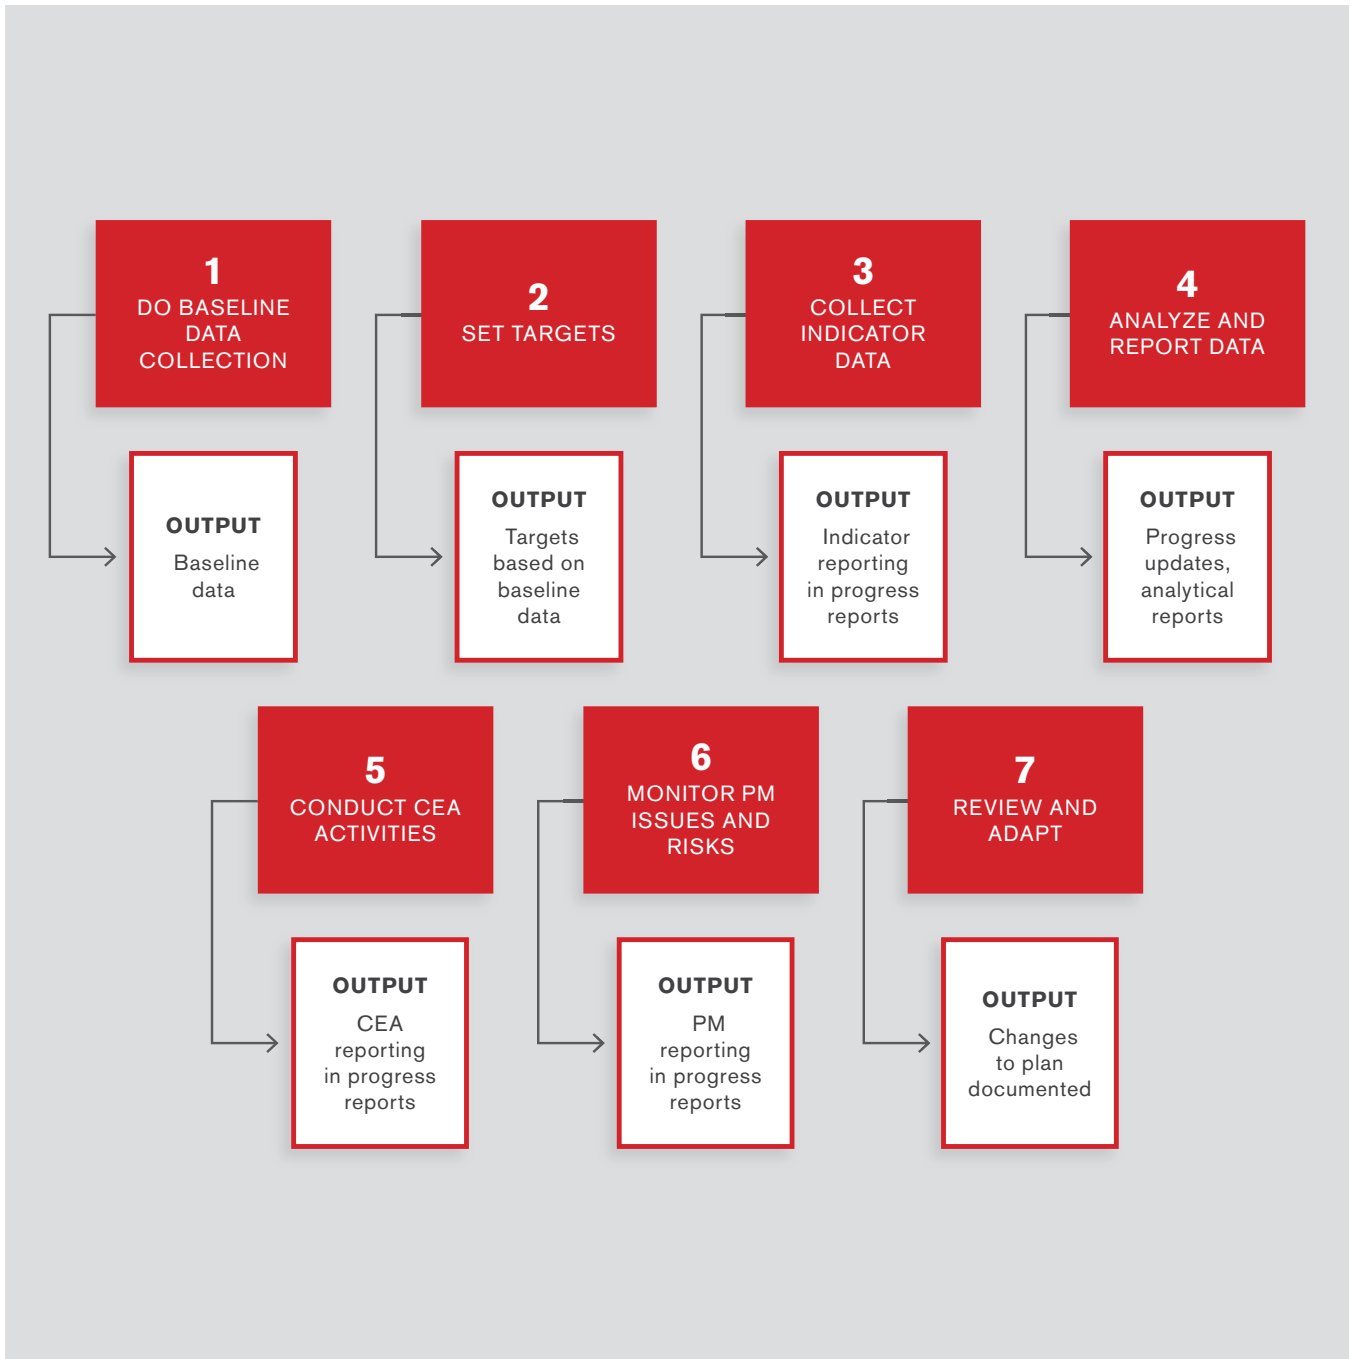 1
DO BASELINE
DATA
COLLECTION
OUTPUT
Baseline
data
2
SET TARGETS
OUTPUT
Targets
based on
baseline
data
3
COLLECT
INDICATOR
DATA
OUTPUT
Indicator
reporting
in progress
reports
4
ANALYZE AND
REPORT DATA
OUTPUT
Progress
updates,
analytical
reports
5
CONDUCT CEA
ACTIVITIES
OUTPUT
CEA
reporting
in progress
reports
6
MONITOR PM
ISSUES AND
RISKS
OUTPUT
PM
reporting
in progress
reports
7
REVIEW AND
ADAPT
OUTPUT
Changes
to plan
documented